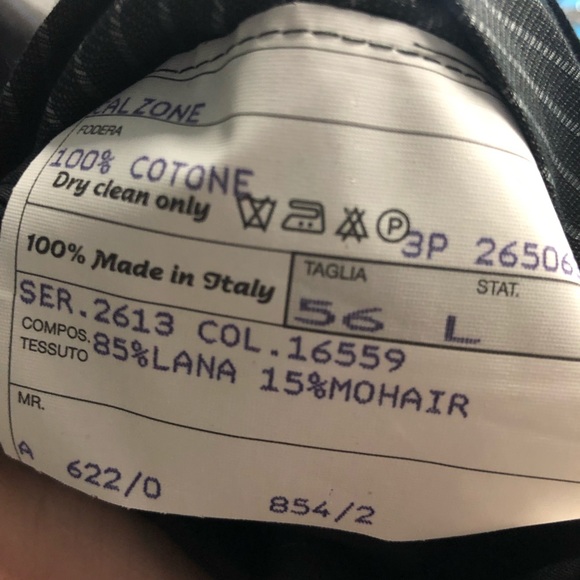 CALZONE
FODERA
100% COTONE
Dry clean only
P
3P 26506
100% Made in Italy
TAGLIA
STAT.
56 L
SER.2613 COL.16559
COMPOS. TESSUTO 85%LANA 15%MOHAIR
MR.
A 622/0 854/2